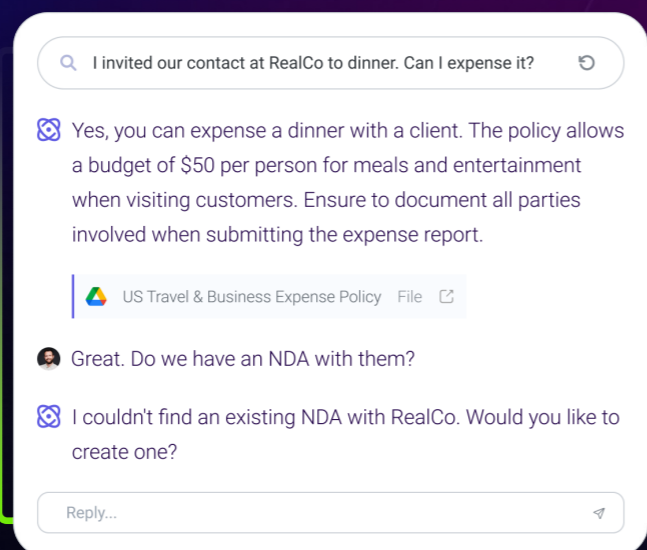 I invited our contact at RealCo to dinner. Can I expense it?
Yes, you can expense a dinner with a client. The policy allows
a budget of $50 per person for meals and entertainment
when visiting customers. Ensure to document all parties
involved when submitting the expense report.
US Travel & Business Expense Policy File
Great. Do we have an NDA with them?
I couldn't find an existing NDA with RealCo. Would you like to
create one?
Reply...